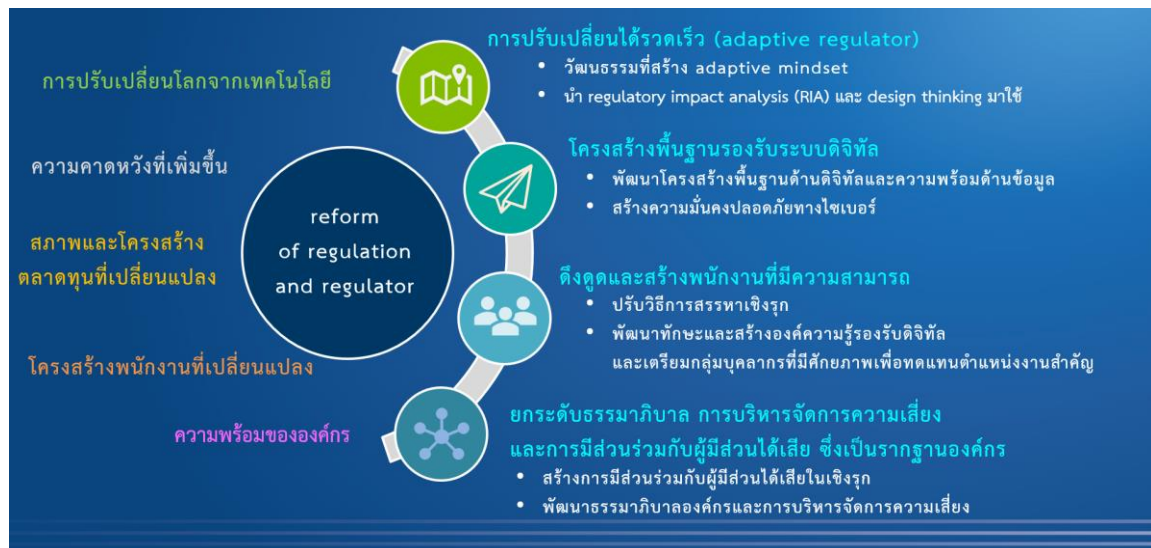 การปรับเปลี่ยนโลกจากเทคโนโลยี
ความคาดหวังที่เพิ่มขึ้น
สภาพและโครงสร้าง
ตลาดทุนที่เปลี่ยนแปลง
โครงสร้างพนักงานที่เปลี่ยนแปลง
ความพร้อมขององค์กร
reform
of regulation
and regulator
การปรับเปลี่ยนได้รวดเร็ว (adaptive regulator)
• วัฒนธรรมที่สร้าง adaptive mindset
• นำ regulatory impact analysis (RIA) และ design thinking มาใช้
โครงสร้างพื้นฐานรองรับระบบดิจิทัล
• พัฒนาโครงสร้างพื้นฐานด้านดิจิทัลและความพร้อมด้านข้อมูล
• สร้างความมั่นคงปลอดภัยทางไซเบอร์
ดึงดูดและสร้างพนักงานที่มีความสามารถ
• ปรับวิธีการสรรหาเชิงรุก
• พัฒนาทักษะและสร้างองค์ความรู้รองรับดิจิทัล
และเตรียมกลุ่มบุคลากรที่มีศักยภาพเพื่อทดแทนตำแหน่งงานสำคัญ
ยกระดับธรรมาภิบาล การบริหารจัดการความเสี่ยง
และการมีส่วนร่วมกับผู้มีส่วนได้เสีย ซึ่งเป็นรากฐานองค์กร
• สร้างการมีส่วนร่วมกับผู้มีส่วนได้เสียในเชิงรุก
• พัฒนาธรรมาภิบาลองค์กรและการบริหารจัดการความเสี่ยง